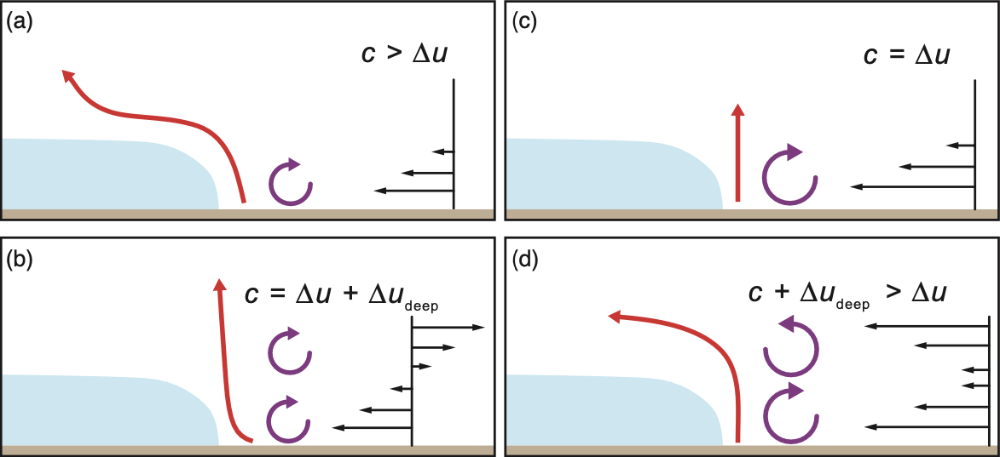 (a)
c > Δu
(c)
c = Δu
(b)
c = Δu + Δu_deep
(d)
c + Δu_deep > Δu